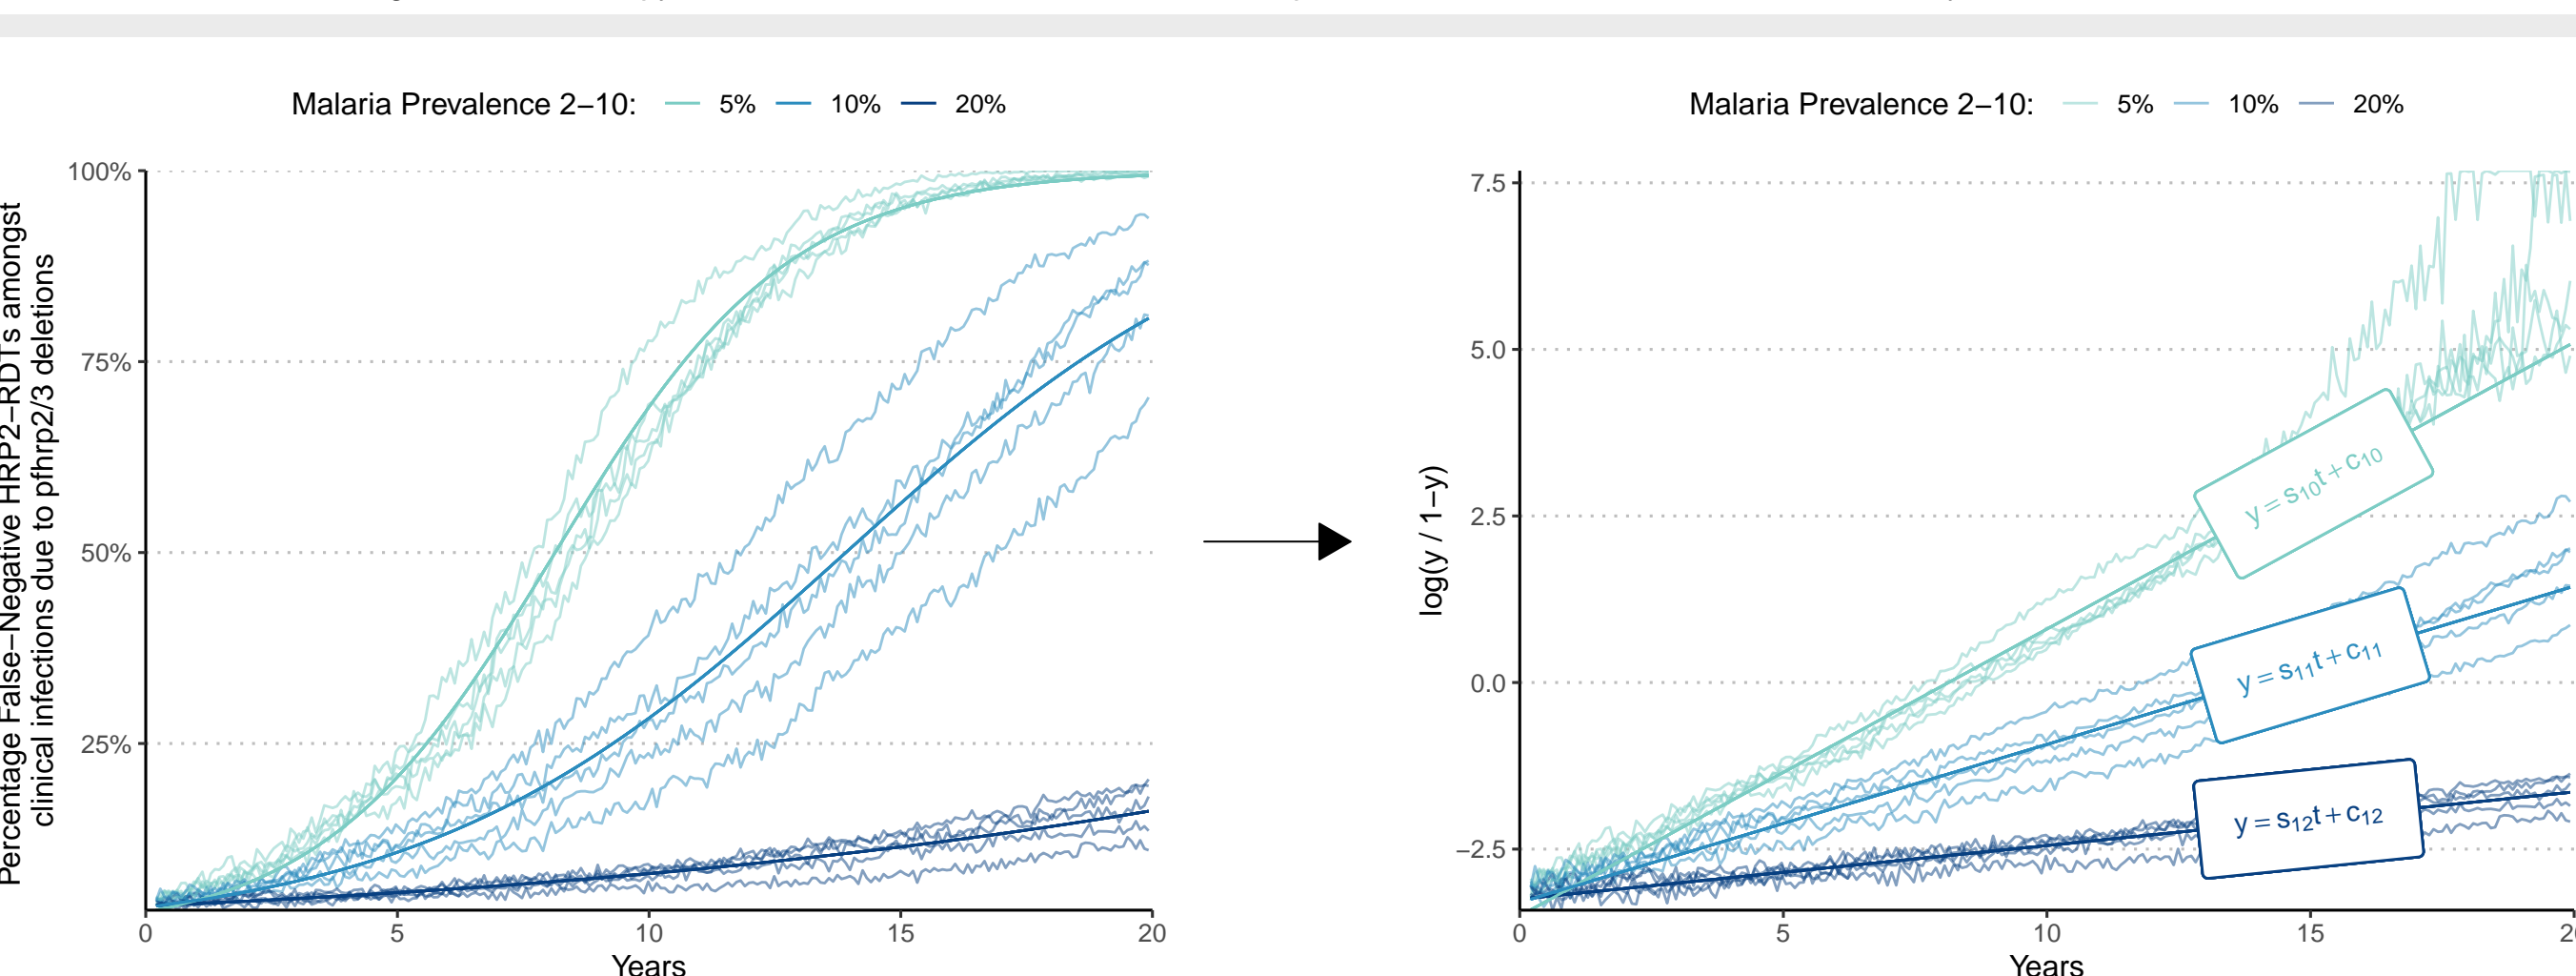 Malaria Prevalence 2–10: 5% 10% 20%
100%
75%
50%
25%
0 5 10 15 20
Years
Percentage False–Negative HRP2–RDTs amongst
clinical infections due to pfhrp2/3 deletions
Malaria Prevalence 2–10: 5% 10% 20%
7.5
5.0
2.5
0.0
−2.5
0 5 10 15
Years
log(y / 1−y)
y = s10t + c10
y = s11t + c11
y = s12t + c12